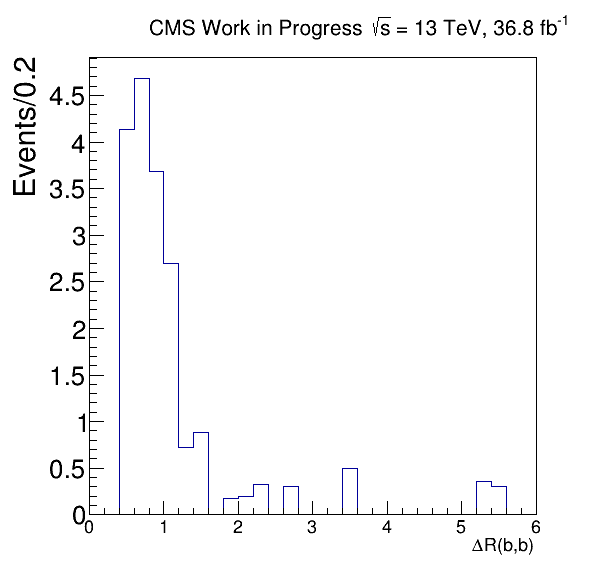 CMS Work in Progress √s = 13 TeV, 36.8 fb⁻¹
Events/0.2
4.5
4
3.5
3
2.5
2
1.5
1
0.5
0
0 1 2 3 4 5 6
ΔR(b,b)